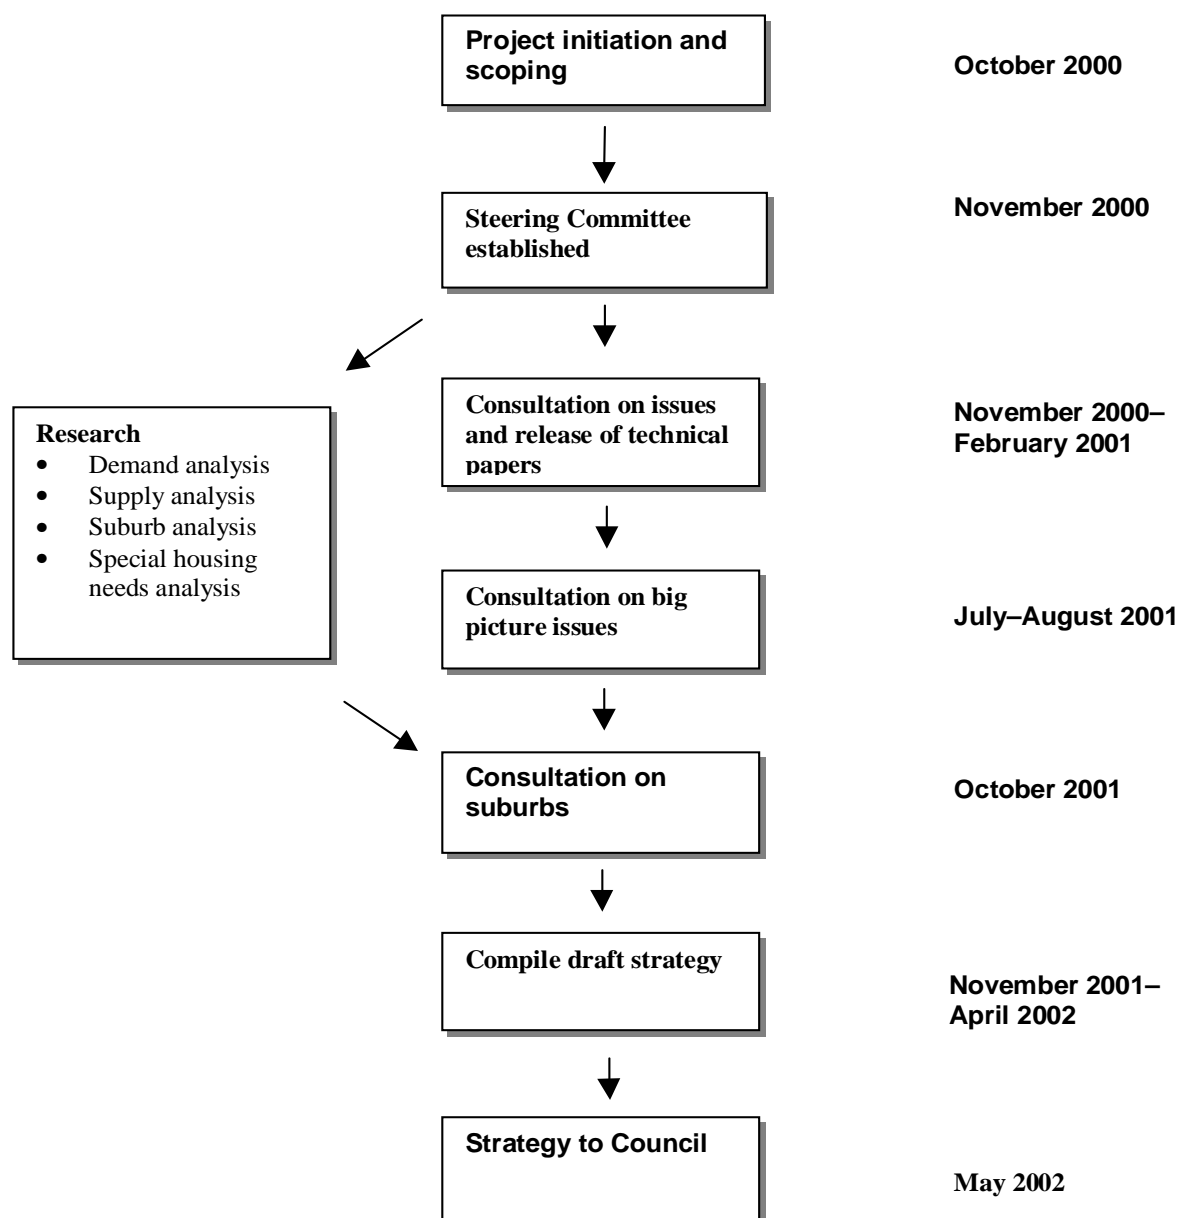 Project initiation and
scoping
October 2000
Steering Committee
established
November 2000
Consultation on issues
and release of technical
papers
November 2000–
February 2001
Research
• Demand analysis
• Supply analysis
• Suburb analysis
• Special housing
needs analysis
Consultation on big
picture issues
July–August 2001
Consultation on
suburbs
October 2001
Compile draft strategy
November 2001–
April 2002
Strategy to Council
May 2002